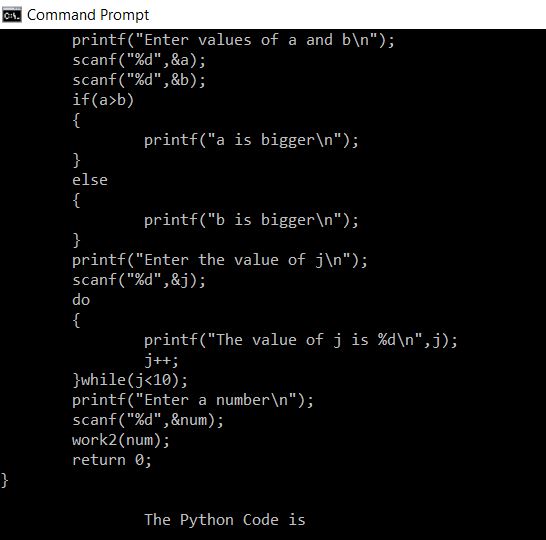 Command Prompt
printf("Enter values of a and b\n");
scanf("%d",&a);
scanf("%d",&b);
if(a>b)
{
printf("a is bigger\n");
}
else
{
printf("b is bigger\n");
}
printf("Enter the value of j\n");
scanf("%d",&j);
do
{
printf("The value of j is %d\n",j);
j++;
}while(j<10);
printf("Enter a number\n");
scanf("%d",&num);
work2(num);
return 0;
}
The Python Code is